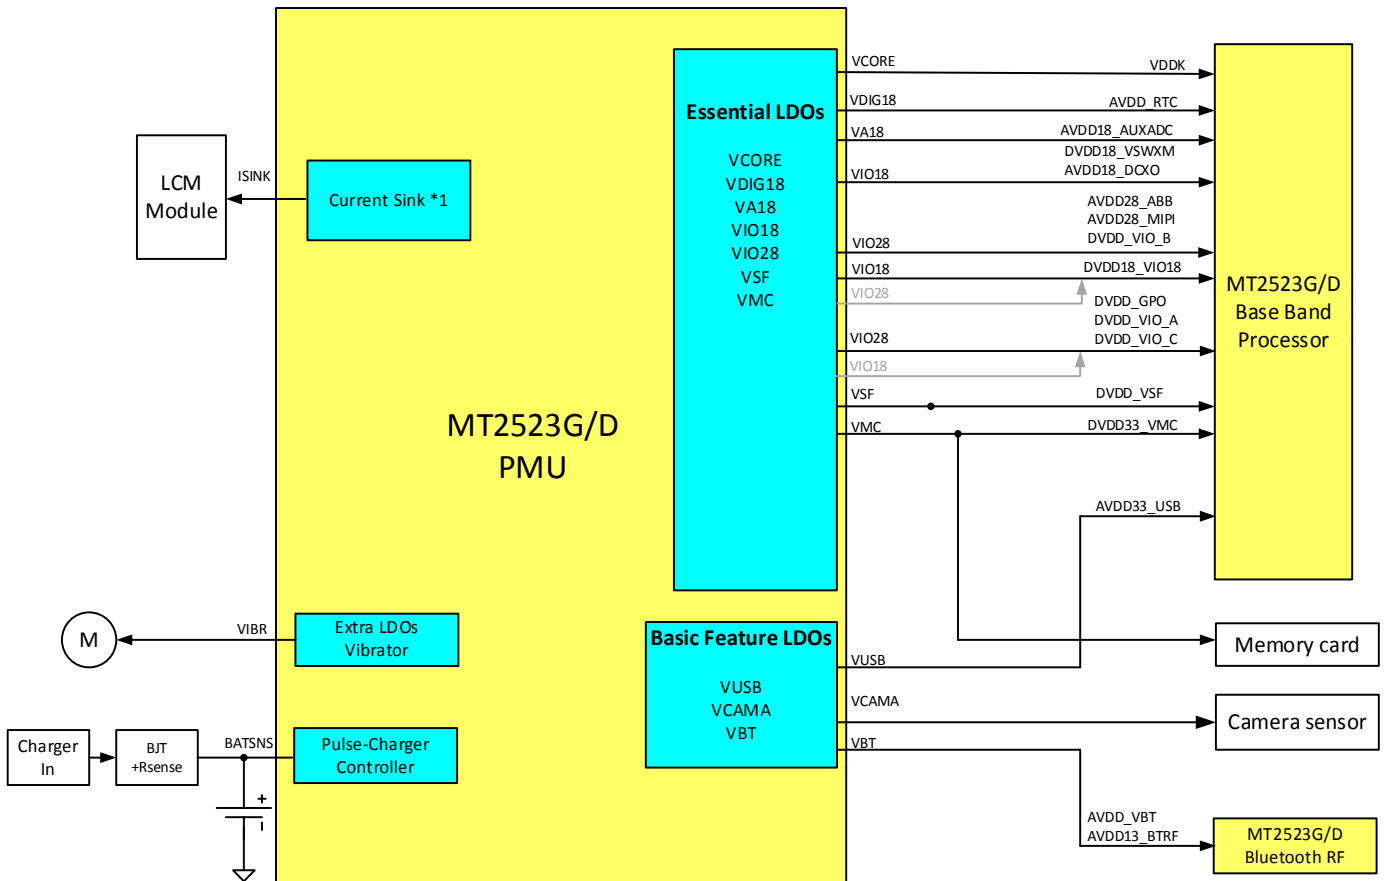 VCORE
VDDK
VDIG18
AVDD_RTC
VA18
AVDD18_AUXADC
DVDD18_VSWXM
VIO18
AVDD18_DCXO
AVDD28_ABB
AVDD28_MIPI
VIO28
DVDD_VIO_B
VIO18
DVDD18_VIO18
VIO28
DVDD_GPO
DVDD_VIO_A
VIO28
DVDD_VIO_C
VIO18
VSF
DVDD_VSF
VMC
DVDD33_VMC
AVDD33_USB
Essential LDOs
VCORE
VDIG18
VA18
VIO18
VIO28
VSF
VMC
MT2523G/D
Base Band
Processor
LCM
Module
ISINK
Current Sink *1
MT2523G/D
PMU
M
VIBR
Extra LDOs
Vibrator
Basic Feature LDOs
VUSB
VCAMA
VBT
VUSB
VCAMA
VBT
Memory card
Camera sensor
Charger
In
BJT
+Rsense
BATSNS
Pulse-Charger
Controller
+
AVDD_VBT
AVDD13_BTRF
MT2523G/D
Bluetooth RF